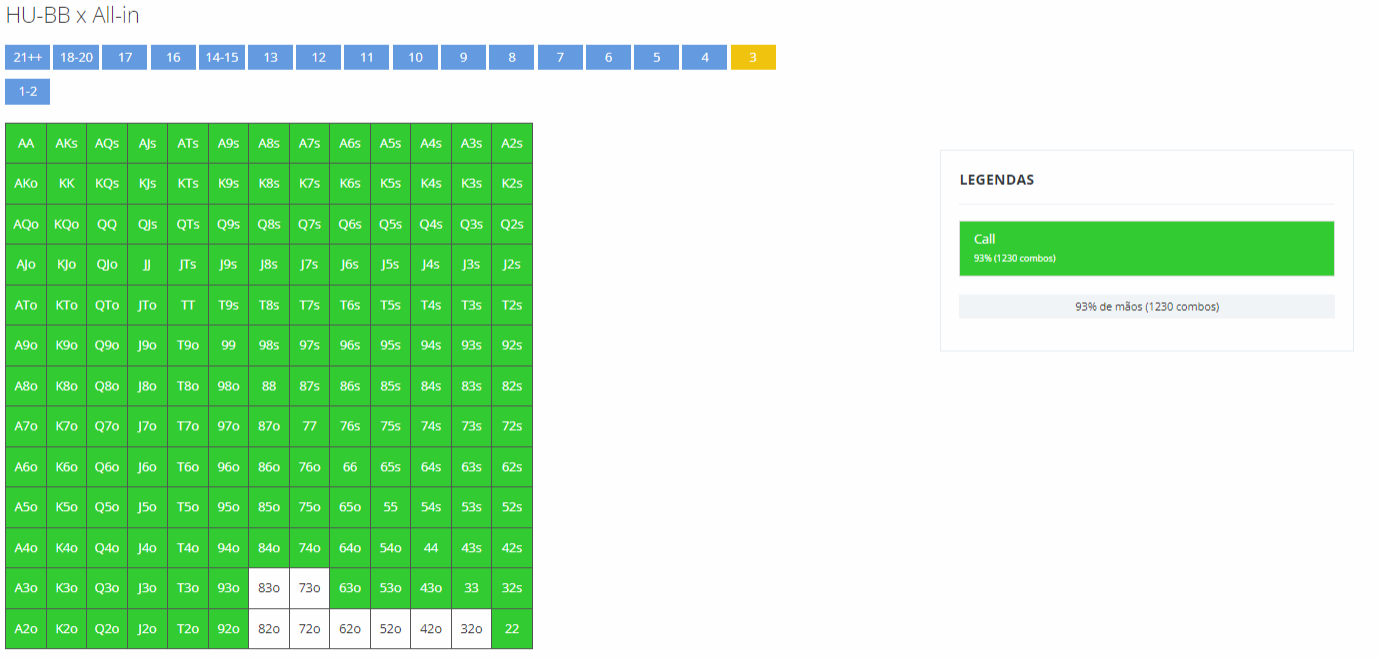 HU-BB x All-in
21++ 18-20 17 16 14-15 13 12 11 10 9 8 7 6 5 4 3
1-2
AA AKs AQs AJs ATs A9s A8s A7s A6s A5s A4s A3s A2s
AKo KK KQs KJs KTs K9s K8s K7s K6s K5s K4s K3s K2s
AQo KQo QQ QJs QTs Q9s Q8s Q7s Q6s Q5s Q4s Q3s Q2s
AJo KJo QJo JJ JTs J9s J8s J7s J6s J5s J4s J3s J2s
ATo KTo QTo JTo TT T9s T8s T7s T6s T5s T4s T3s T2s
A9o K9o Q9o J9o T9o 99 98s 97s 96s 95s 94s 93s 92s
A8o K8o Q8o J8o T8o 98o 88 87s 86s 85s 84s 83s 82s
A7o K7o Q7o J7o T7o 97o 87o 77 76s 75s 74s 73s 72s
A6o K6o Q6o J6o T6o 96o 86o 76o 66 65s 64s 63s 62s
A5o K5o Q5o J5o T5o 95o 85o 75o 65o 55 54s 53s 52s
A4o K4o Q4o J4o T4o 94o 84o 74o 64o 54o 44 43s 42s
A3o K3o Q3o J3o T3o 93o 83o 73o 63o 53o 43o 33 32s
A2o K2o Q2o J2o T2o 92o 82o 72o 62o 52o 42o 32o 22
LEGENDAS
Call
93% (1230 combos)
93% de mãos (1230 combos)